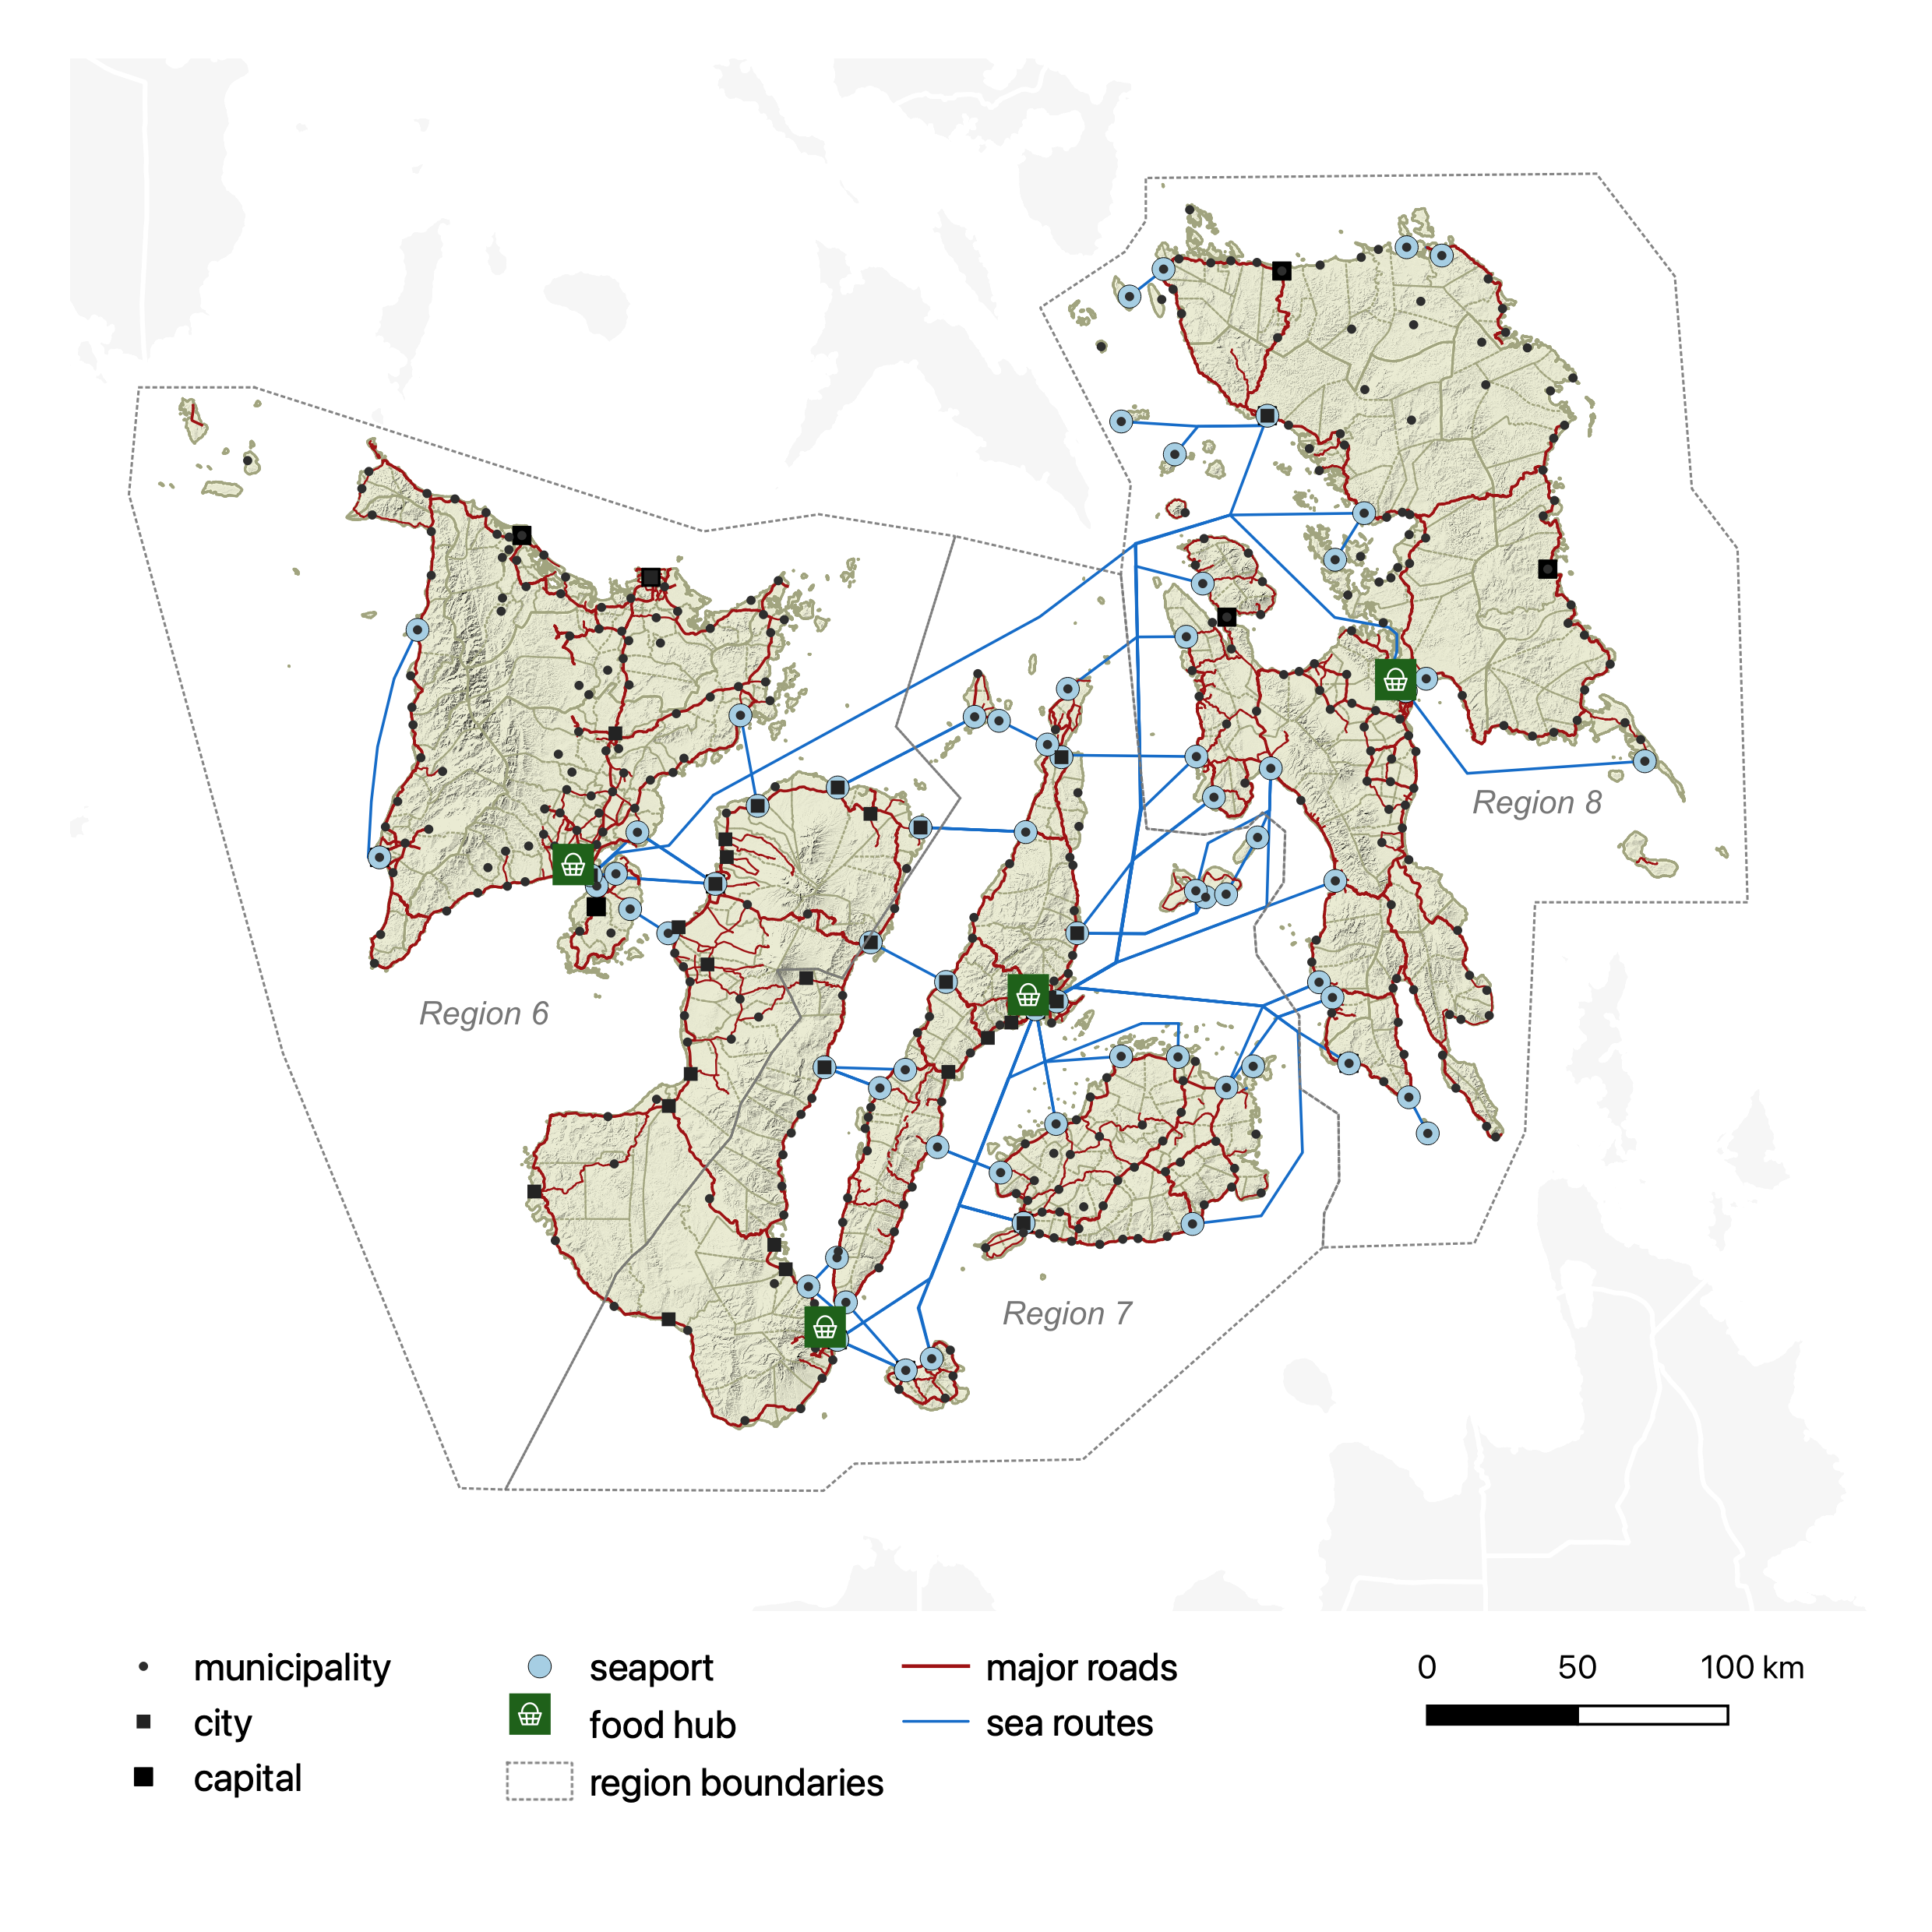 Region 8
Region 6
Region 7
municipality
seaport
major roads
0
50
100 km
city
food hub
sea routes
capital
region boundaries